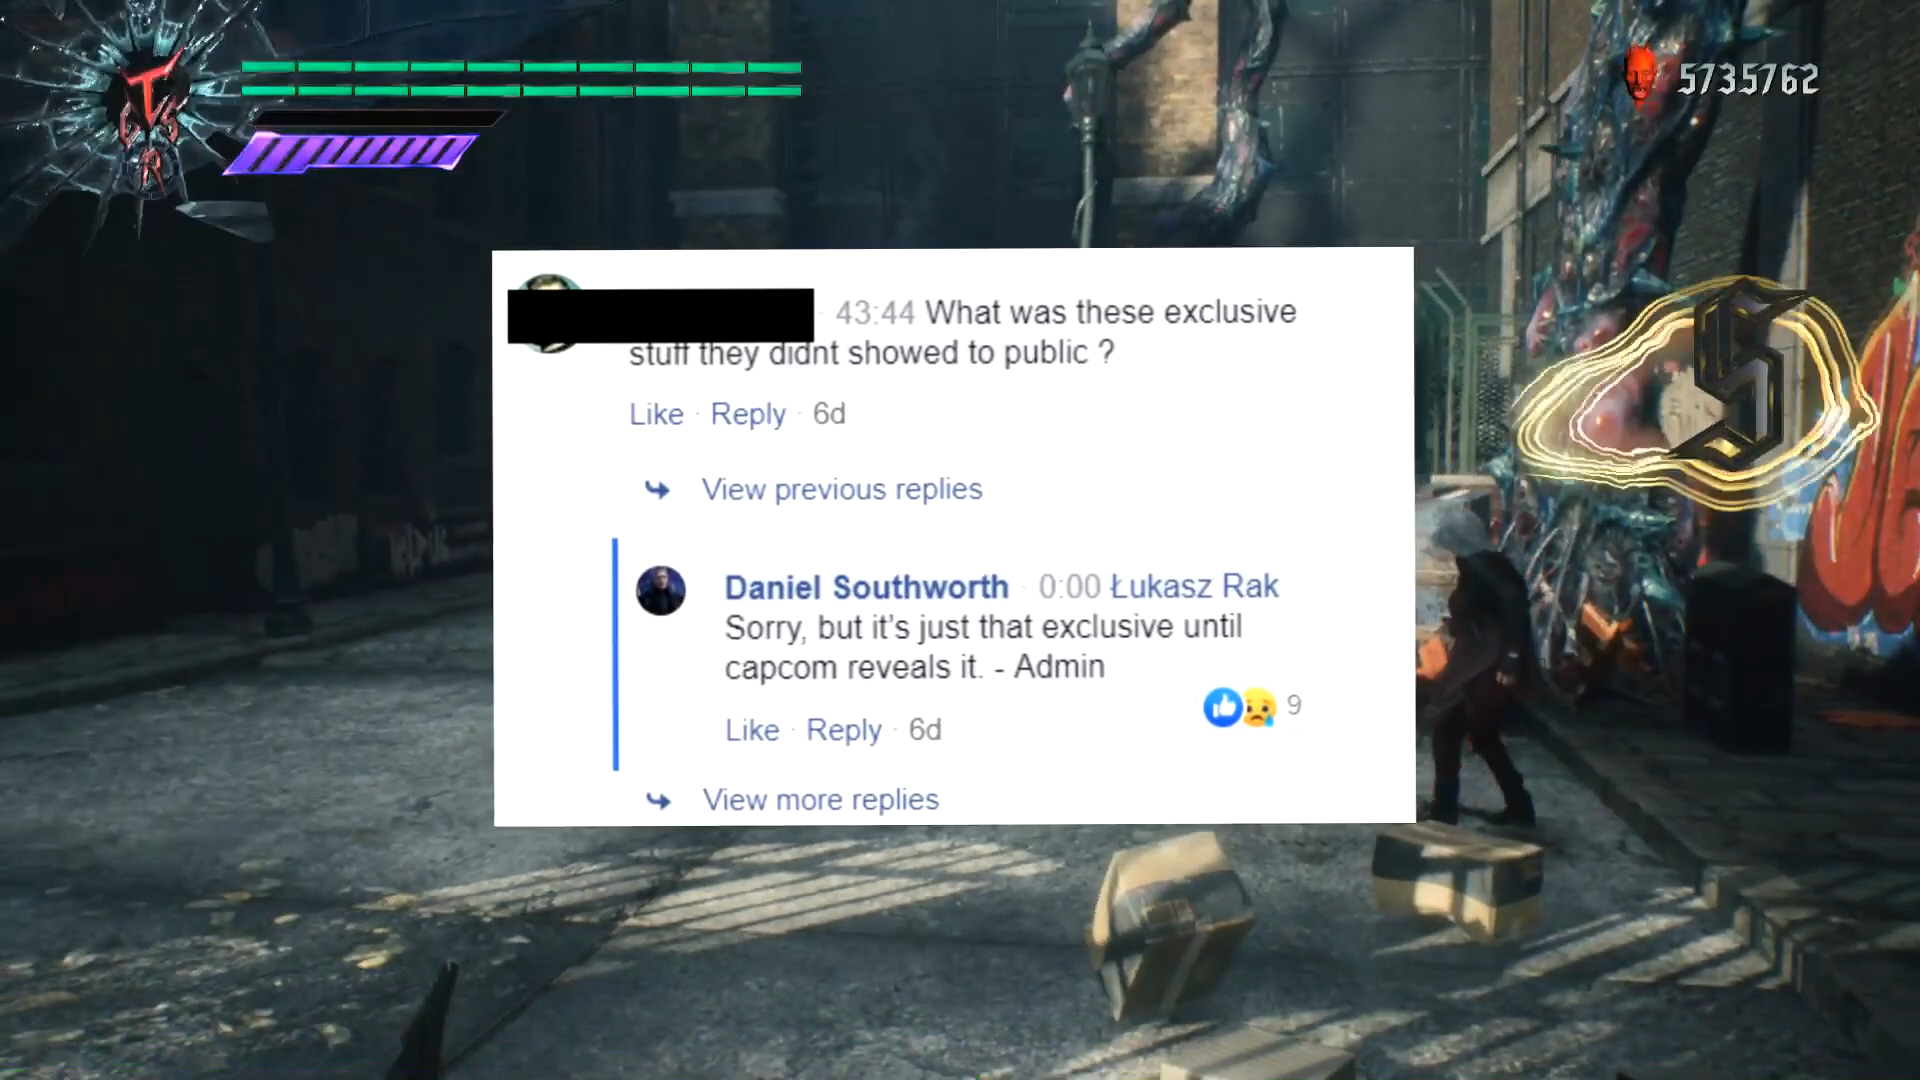 5735762
43:44 What was these exclusive
stuff they didnt showed to public ?
Like · Reply · 6d
View previous replies
Daniel Southworth · 0:00 Łukasz Rak
Sorry, but it's just that exclusive until
capcom reveals it. - Admin
9
Like · Reply · 6d
View more replies
S